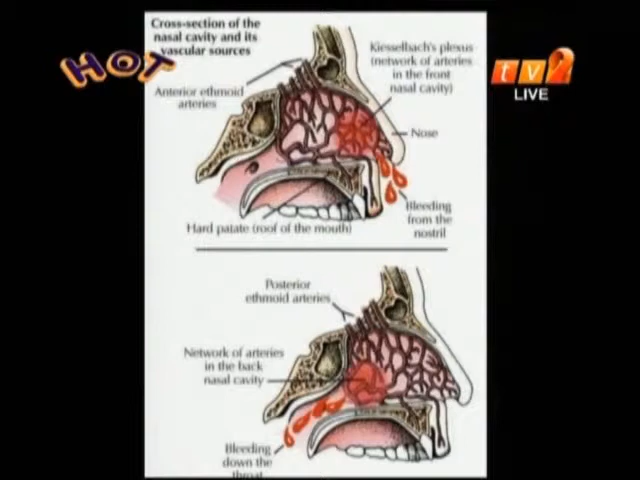 Cross-section of the
nasal cavity and its
vascular sources
HOT
Kiesselbach's plexus
(network of arteries
in the front
nasal cavity)
tv2
LIVE
Anterior ethmoid
arteries
Nose
Bleeding
from the
nostril
Hard palate (roof of the mouth)
Posterior
ethmoid arteries
Network of arteries
in the back
nasal cavity
Bleeding
down the
throat